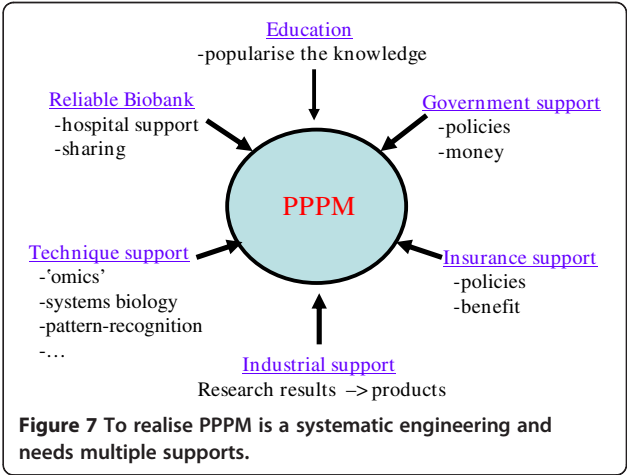 Education
-popularise the knowledge
Reliable Biobank
-hospital support
-sharing
Government support
-policies
-money
PPPM
Technique support
-‘omics’
-systems biology
-pattern-recognition
-…
Insurance support
-policies
-benefit
Industrial support
Research results –> products
Figure 7 To realise PPPM is a systematic engineering and
needs multiple supports.